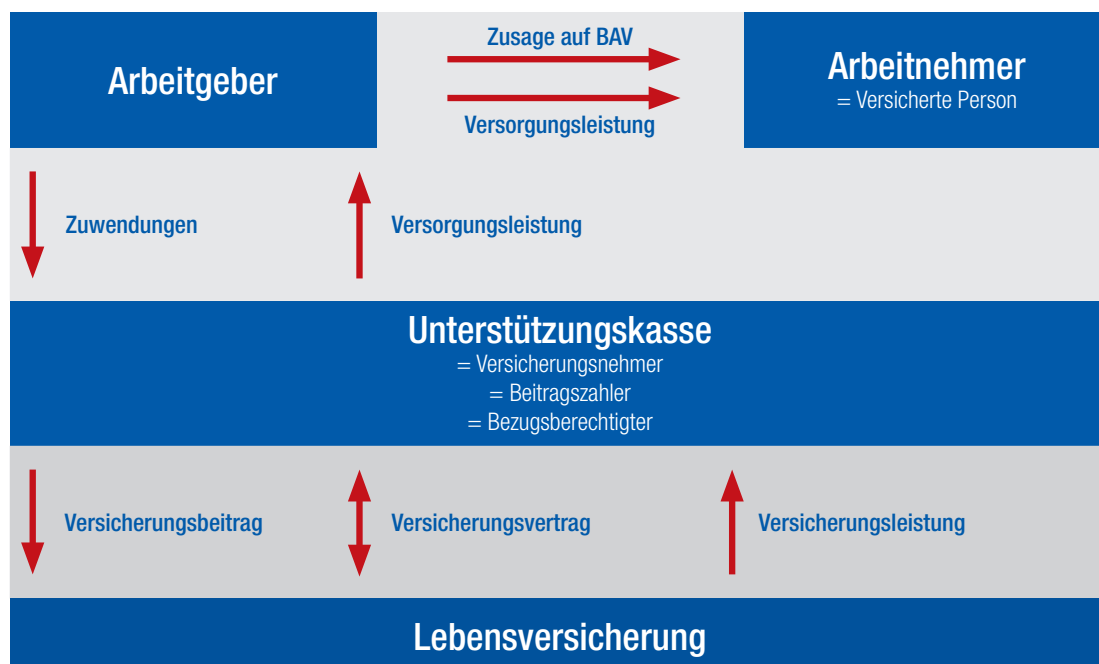 Arbeitgeber
Zusage auf BAV
Versorgungsleistung
Arbeitnehmer
= Versicherte Person
Zuwendungen
Versorgungsleistung
Unterstützungskasse
= Versicherungsnehmer
= Beitragszahler
= Bezugsberechtigter
Versicherungsbeitrag
Versicherungsvertrag
Versicherungsleistung
Lebensversicherung